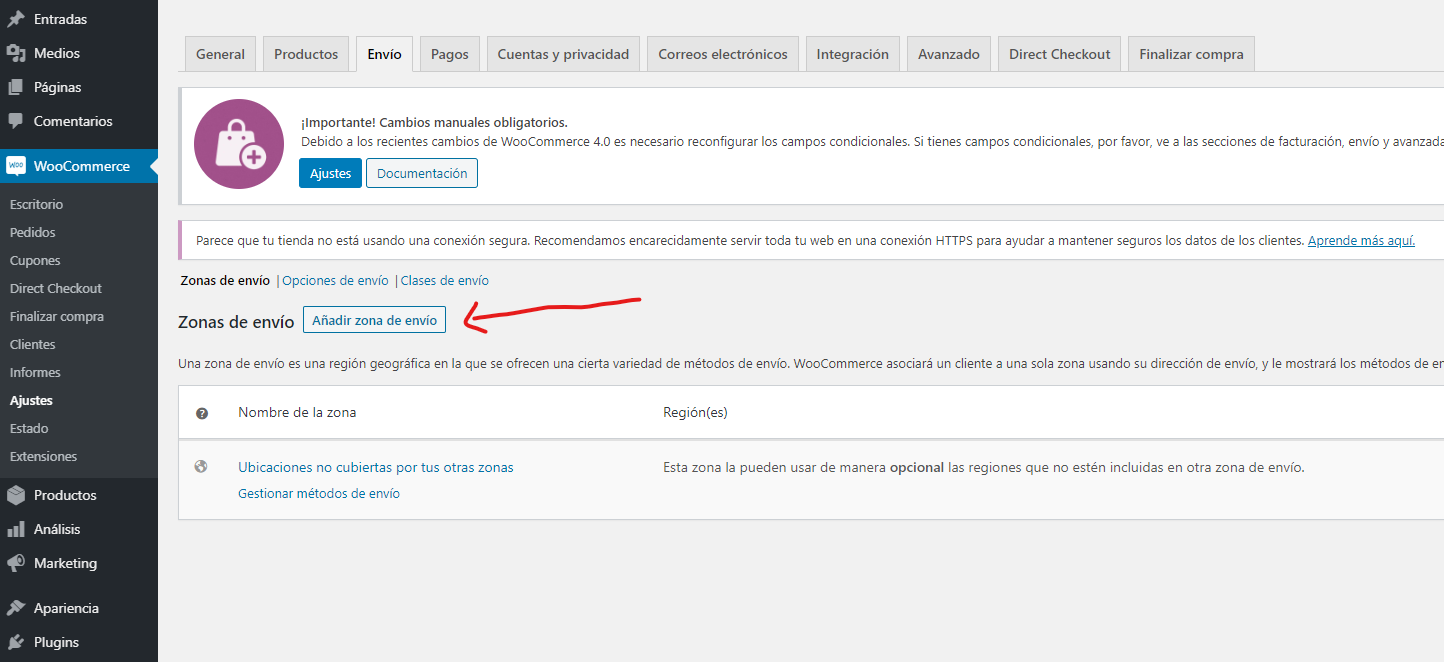 Entradas
Medios
Páginas
Comentarios
woo WooCommerce
Escritorio
Pedidos
Cupones
Direct Checkout
Finalizar compra
Clientes
Informes
Ajustes
Estado
Extensiones
Productos
Análisis
Marketing
Apariencia
Plugins
General Productos Envío Pagos Cuentas y privacidad Correos electrónicos Integración Avanzado Direct Checkout Finalizar compra
¡Importante! Cambios manuales obligatorios.
Debido a los recientes cambios de WooCommerce 4.0 es necesario reconfigurar los campos condicionales. Si tienes campos condicionales, por favor, ve a las secciones de facturación, envío y avanzada
Ajustes Documentación
Parece que tu tienda no está usando una conexión segura. Recomendamos encarecidamente servir toda tu web en una conexión HTTPS para ayudar a mantener seguros los datos de los clientes. Aprende más aquí.
Zonas de envío | Opciones de envío | Clases de envío
Zonas de envío Añadir zona de envío
Una zona de envío es una región geográfica en la que se ofrecen una cierta variedad de métodos de envío. WooCommerce asociará un cliente a una sola zona usando su dirección de envío, y le mostrará los métodos de en
? Nombre de la zona Región(es)
Ubicaciones no cubiertas por tus otras zonas Esta zona la pueden usar de manera opcional las regiones que no estén incluidas en otra zona de envío.
Gestionar métodos de envío